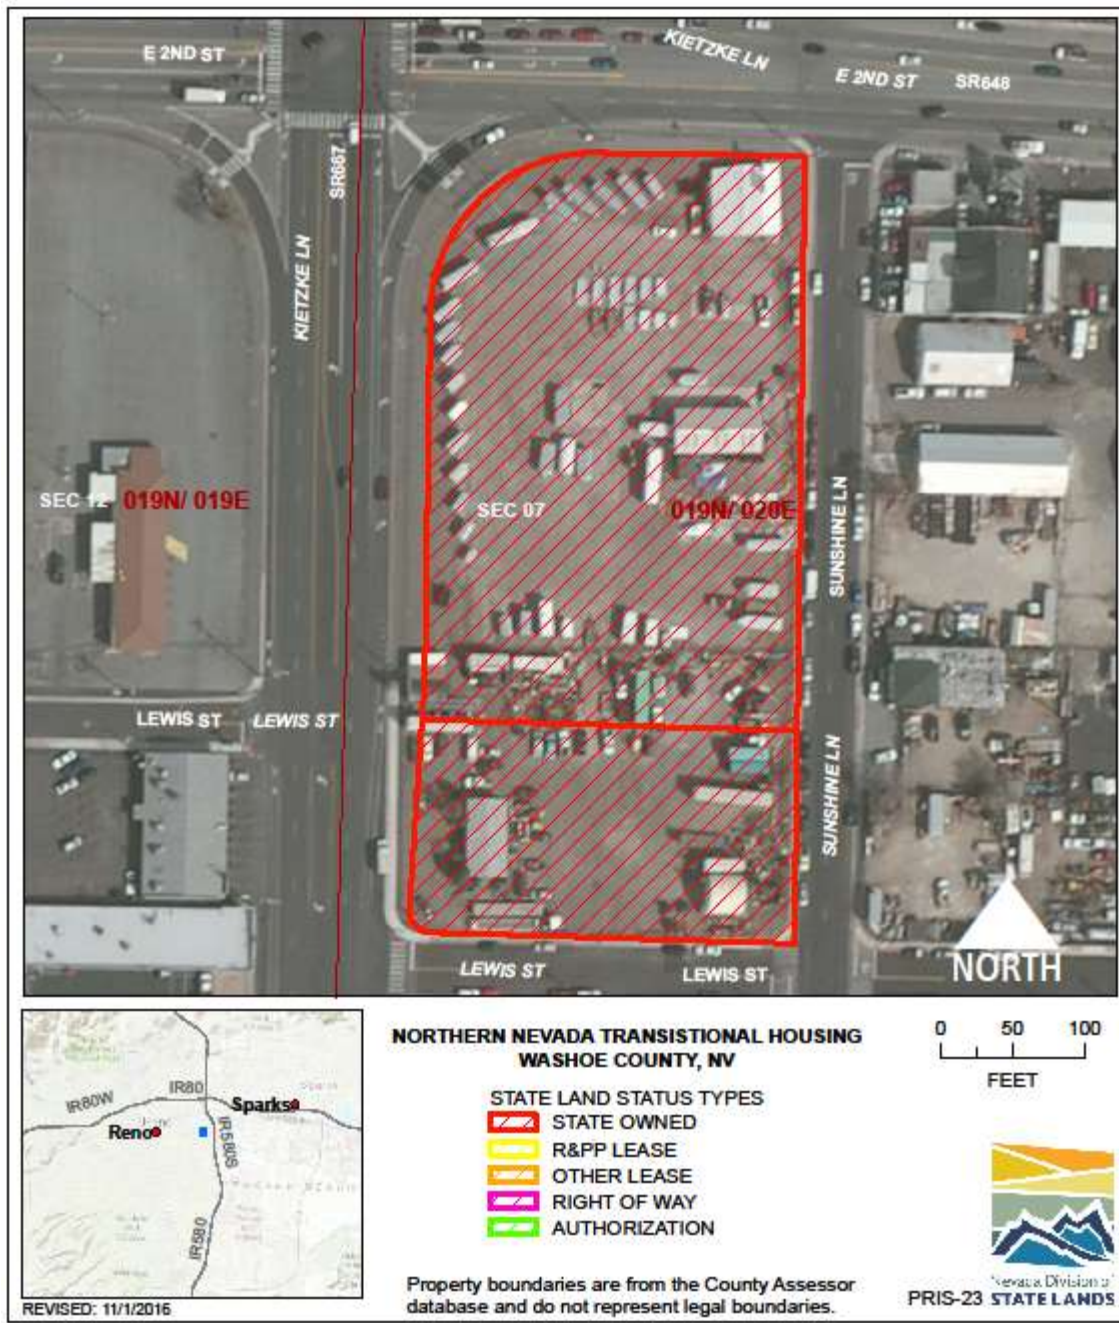 E 2ND ST
KIETZKE LN
E 2ND ST
SR648
SR667
KIETZKE LN
SEC 12
019N/ 019E
SEC 07
019N/ 020E
SUNSHINE LN
LEWIS ST
LEWIS ST
SUNSHINE LN
LEWIS ST
LEWIS ST
NORTH
IR80W
IR80
Sparks
Reno
IR580S
IR580
REVISED: 11/1/2016
NORTHERN NEVADA TRANSISTIONAL HOUSING
WASHOE COUNTY, NV
STATE LAND STATUS TYPES
STATE OWNED
R&PP LEASE
OTHER LEASE
RIGHT OF WAY
AUTHORIZATION
Property boundaries are from the County Assessor
database and do not represent legal boundaries.
0 50 100
FEET
Nevada Division of
STATE LANDS
PRIS-23